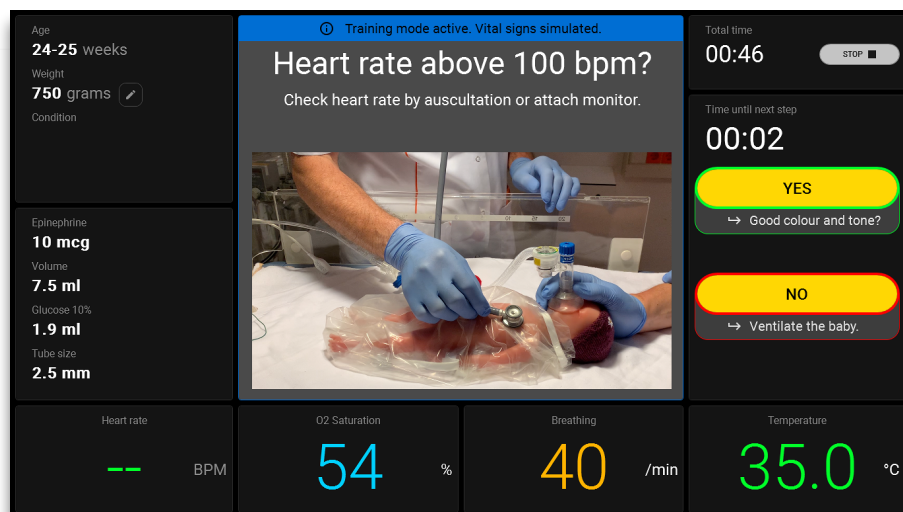 Age
24-25 weeks
Weight
750 grams
Condition
Epinephrine
10 mcg
Volume
7.5 ml
Glucose 10%
1.9 ml
Tube size
2.5 mm
Training mode active. Vital signs simulated.
Heart rate above 100 bpm?
Check heart rate by auscultation or attach monitor.
Total time
00:46
STOP
Time until next step
00:02
YES
Good colour and tone?
NO
Ventilate the baby.
Heart rate
-- BPM
O2 Saturation
54 %
Breathing
40 /min
Temperature
35.0 °C